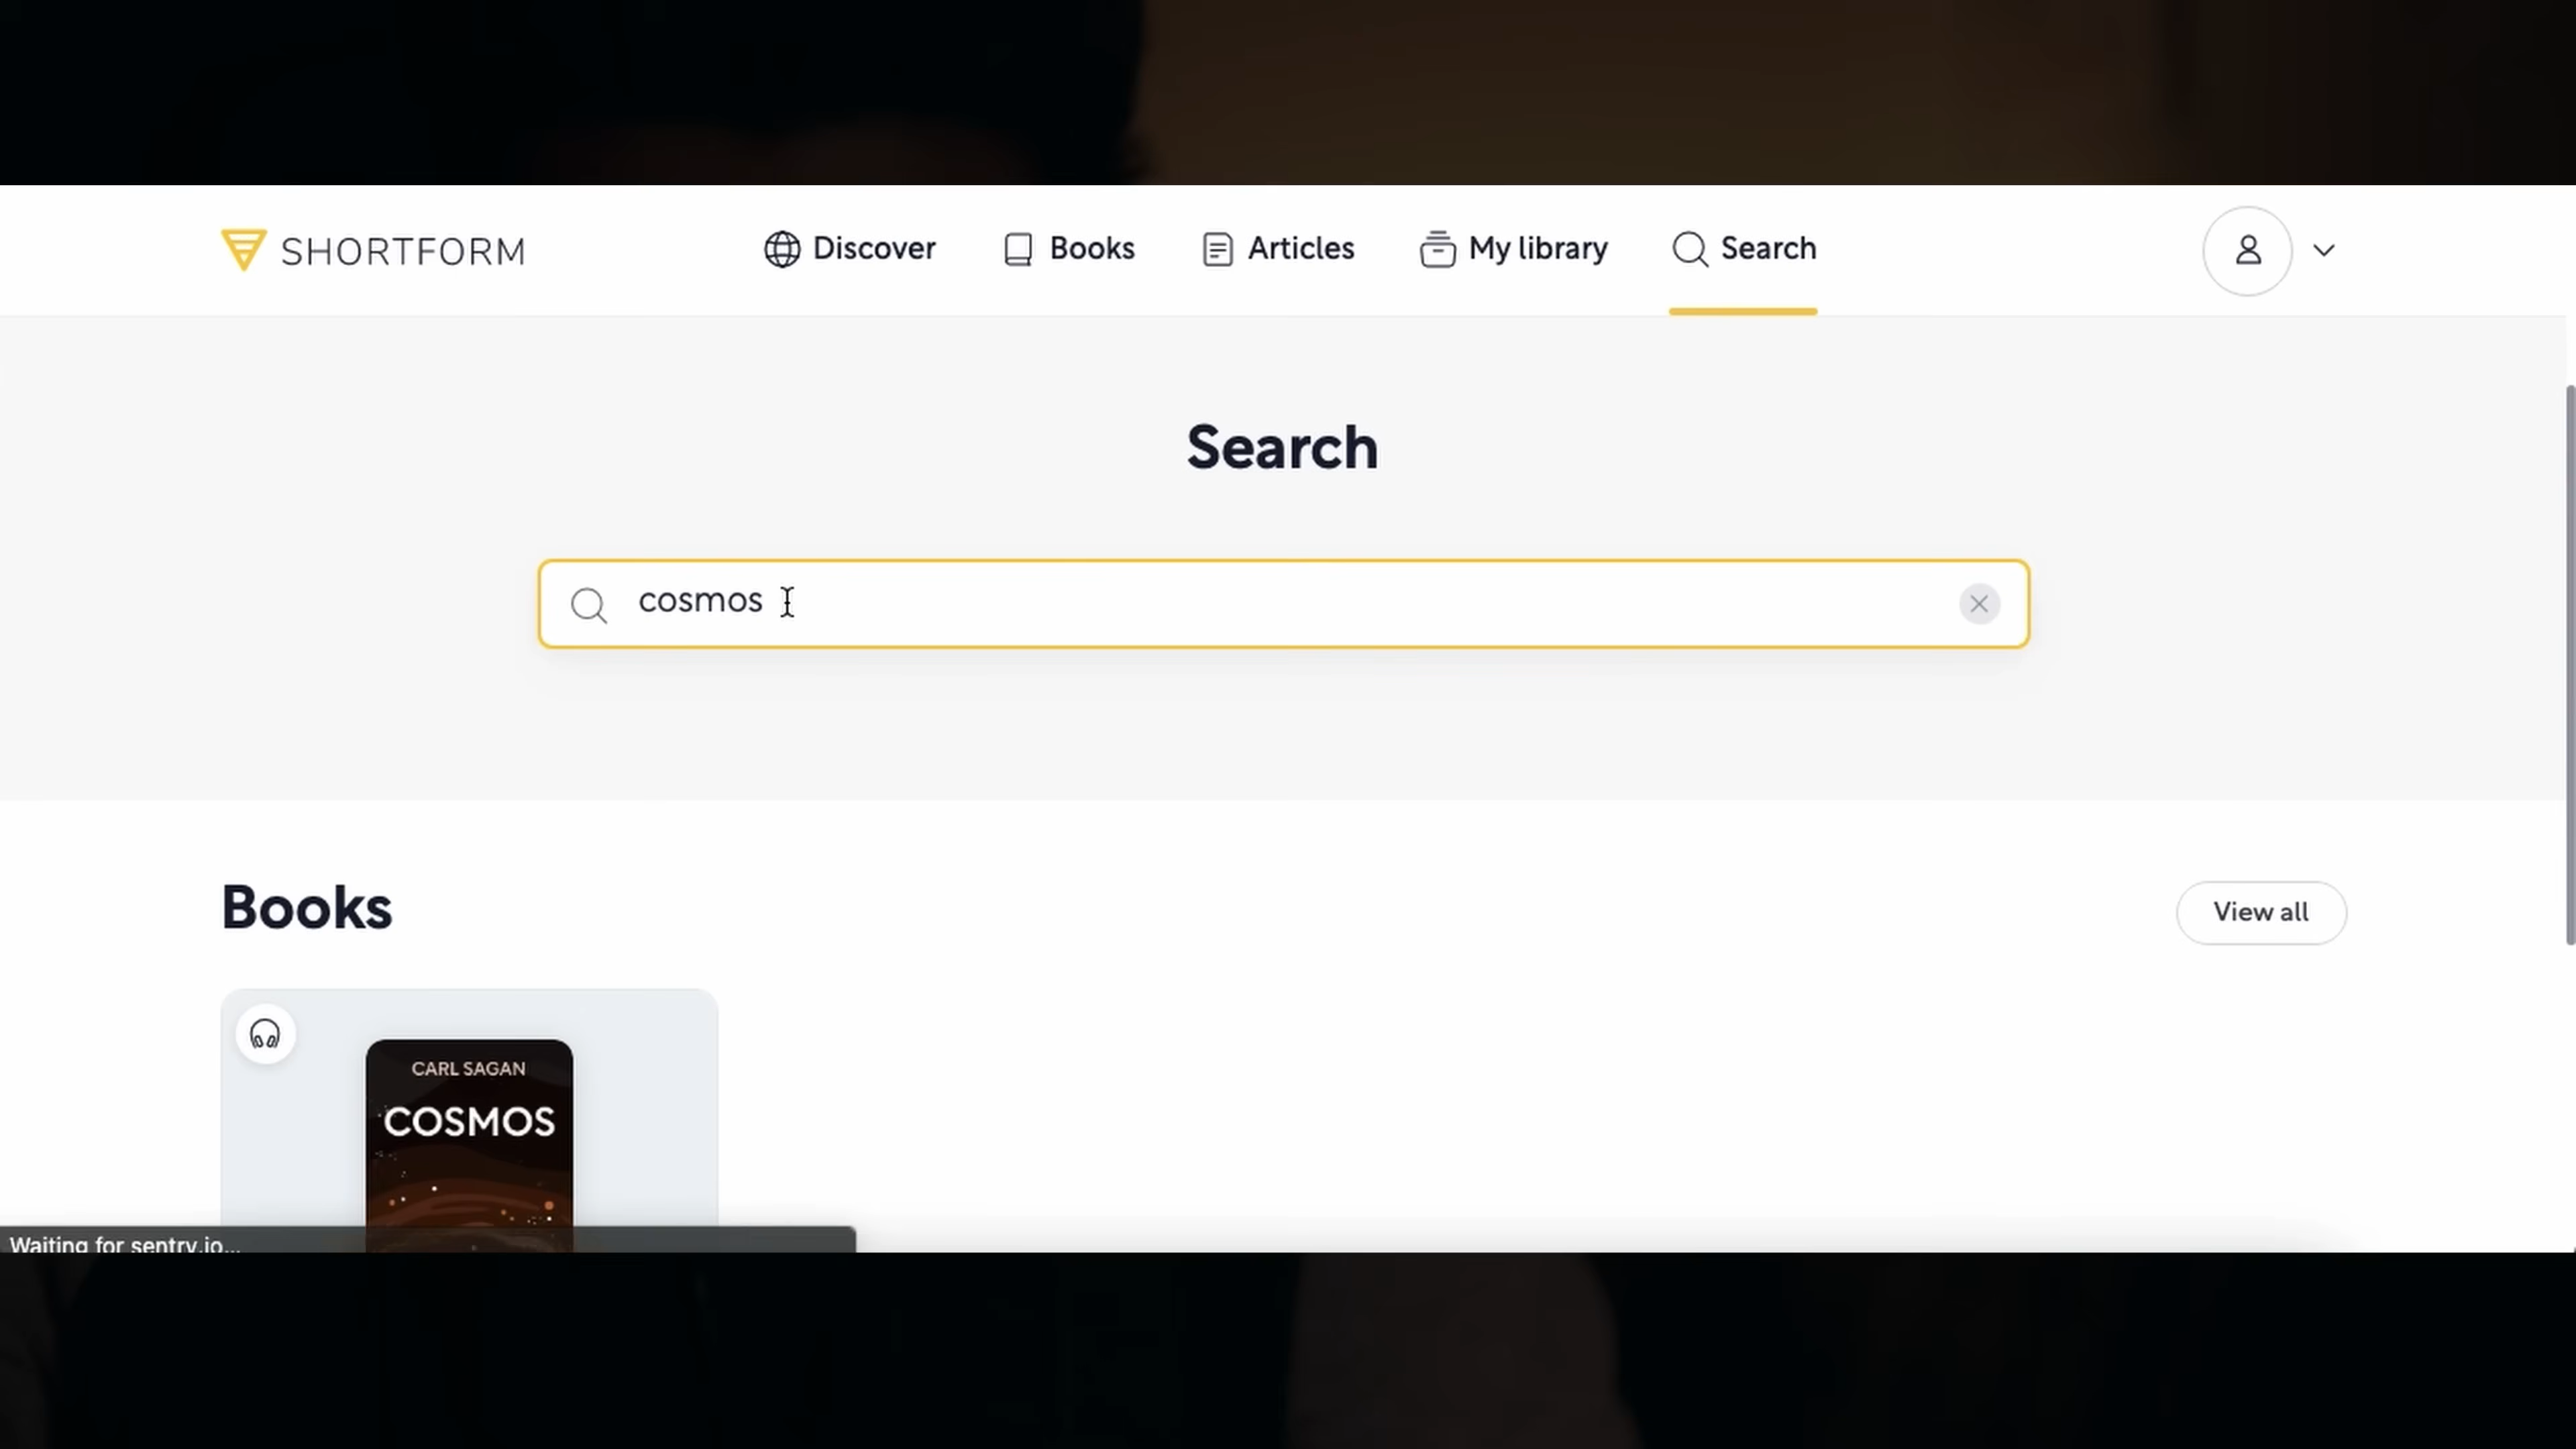 SHORTFORM
Discover
Books
Articles
My library
Search
Search
cosmos
Books
View all
CARL SAGAN
COSMOS
Waiting for sentry.io...